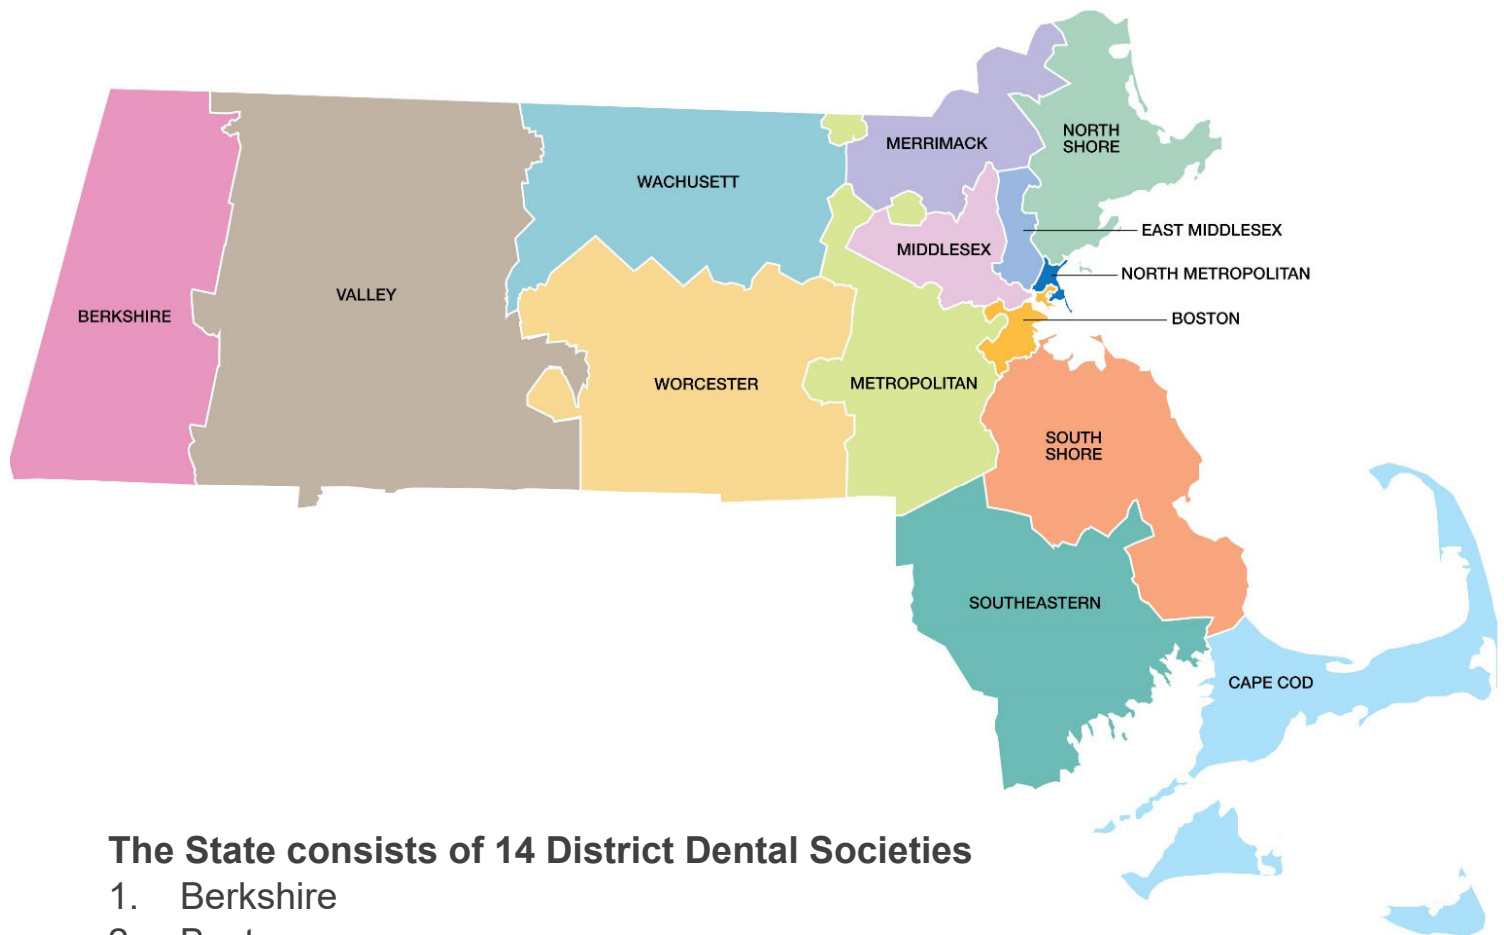 NORTH
SHORE
MERRIMACK
WACHUSETT
EAST MIDDLESEX
MIDDLESEX
NORTH METROPOLITAN
VALLEY
BERKSHIRE
BOSTON
WORCESTER
METROPOLITAN
SOUTH
SHORE
SOUTHEASTERN
CAPE COD
The State consists of 14 District Dental Societies
1. Berkshire